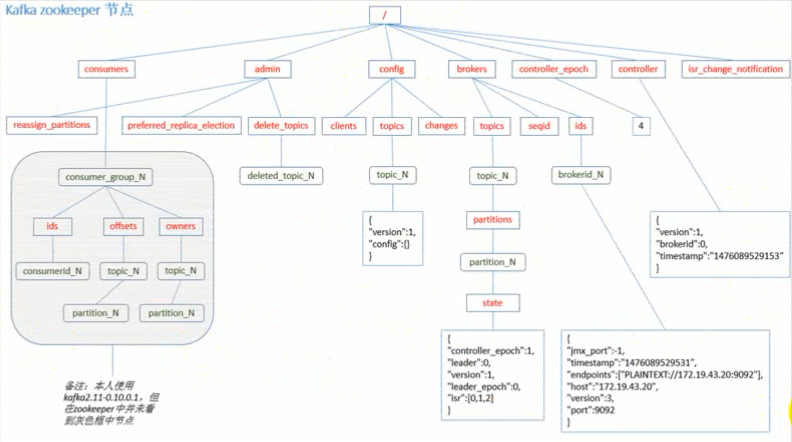 Kafka zookeeper 节点
/
consumers
admin
config
brokers
controller_epoch
controller
isr_change_notification
reassign_partitions
preferred_replica_election
delete_topics
clients
topics
changes
topics
seqid
ids
4
consumer_group_N
deleted_topic_N
topic_N
topic_N
brokerid_N
ids
offsets
owners
partitions
{
"version":1,
"config":{}
}
{
"version":1,
"brokerid":0,
"timestamp":"1476089529153"
}
consumerid_N
topic_N
topic_N
partition_N
partition_N
partition_N
state
{
"controller_epoch":1,
"leader":0,
"version":1,
"leader_epoch":0,
"isr":[0,1,2]
}
{
"jmx_port":-1,
"timestamp":"1476089529531",
"endpoints":["PLAINTEXT://172.19.43.20:9092"],
"host":"172.19.43.20",
"version":3,
"port":9092
}
备注：本人使用
kafka2.11-0.10.0.1，但
在zookeeper中并未看
到灰色框中节点